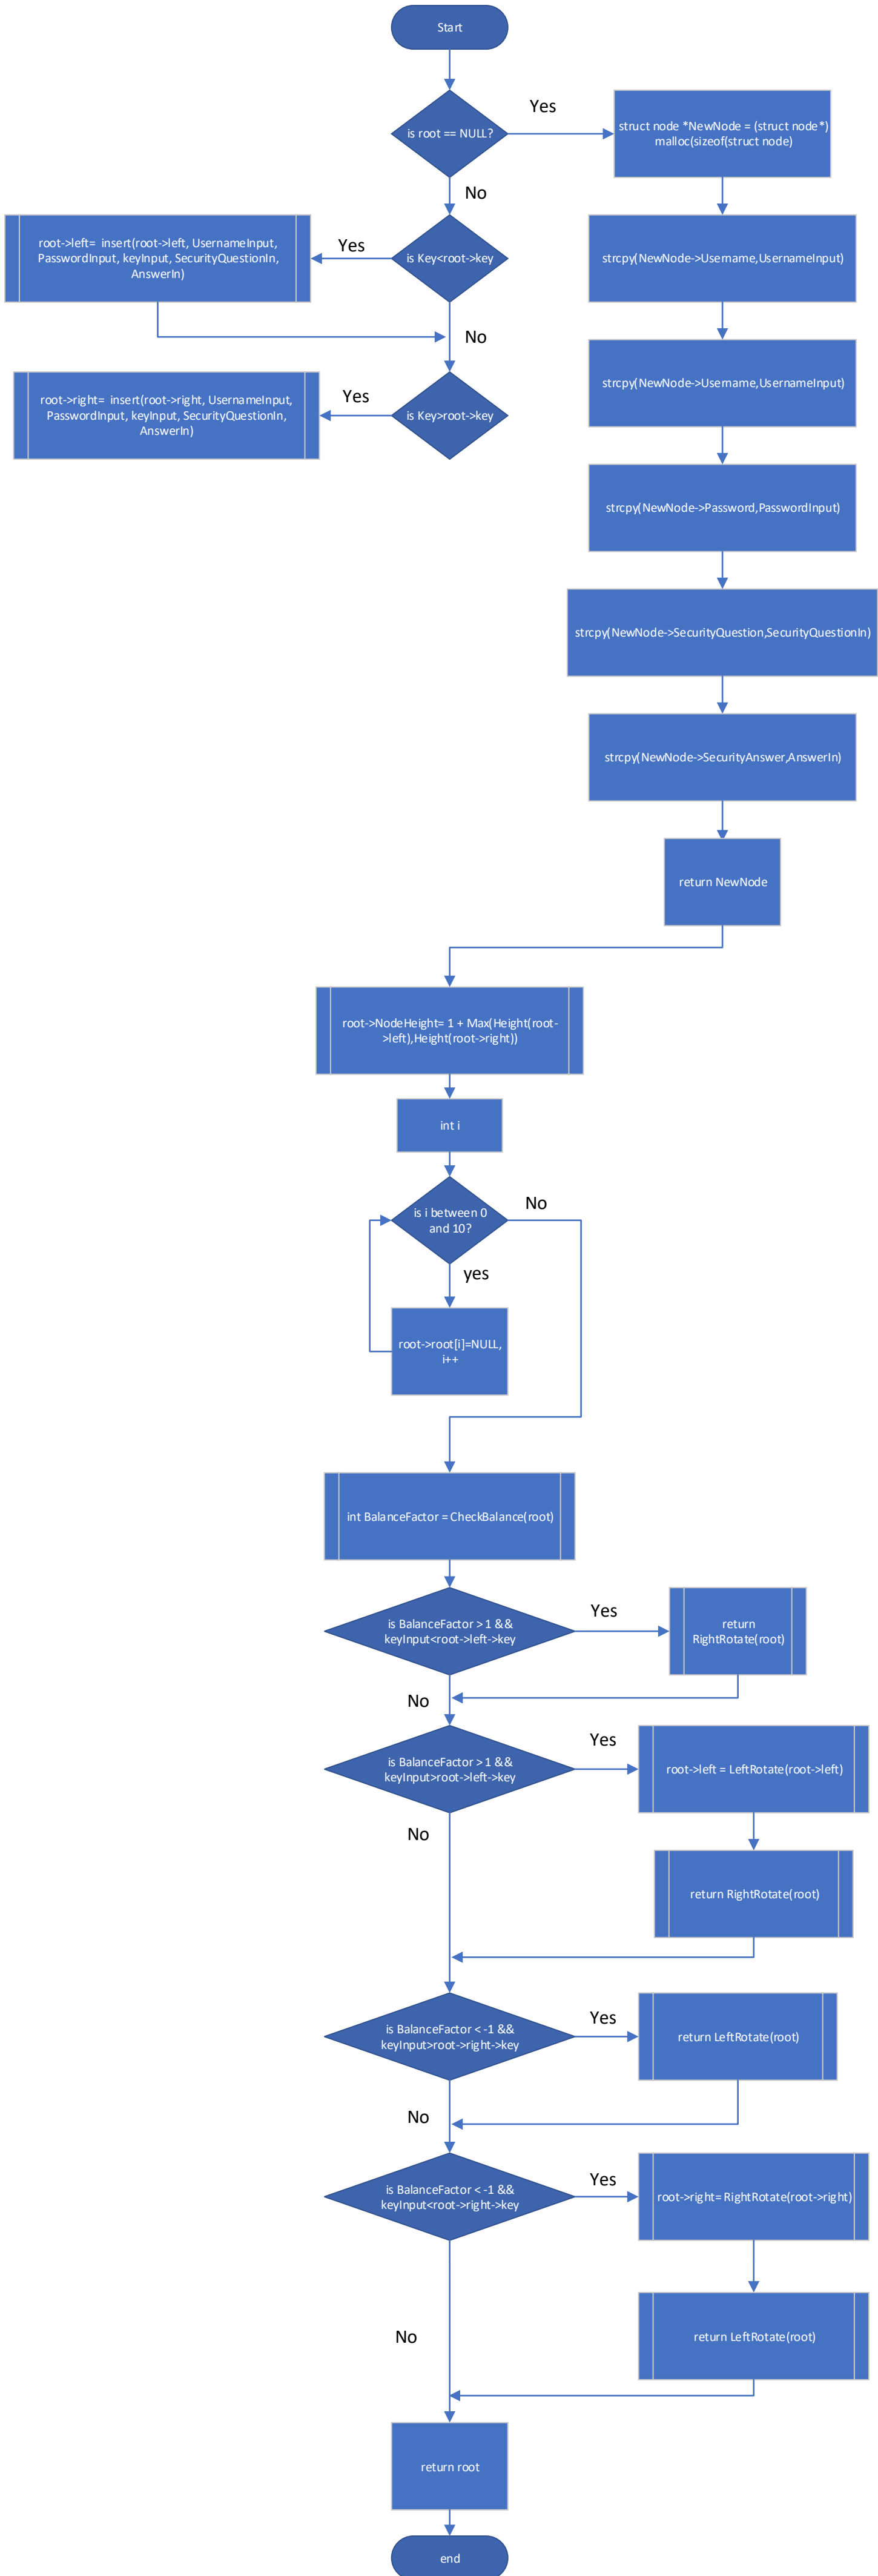 Start
is root == NULL?
Yes
struct node *NewNode = (struct node*)
malloc(sizeof(struct node)
No
root->left=  insert(root->left, UsernameInput,
PasswordInput, keyInput, SecurityQuestionIn,
AnswerIn)
Yes
is Key<root->key
strcpy(NewNode->Username,UsernameInput)
No
root->right=  insert(root->right, UsernameInput,
PasswordInput, keyInput, SecurityQuestionIn,
AnswerIn)
Yes
is Key>root->key
strcpy(NewNode->Username,UsernameInput)
strcpy(NewNode->Password,PasswordInput)
strcpy(NewNode->SecurityQuestion,SecurityQuestionIn)
strcpy(NewNode->SecurityAnswer,AnswerIn)
return NewNode
root->NodeHeight= 1 + Max(Height(root-
>left),Height(root->right))
int i
is i between 0
and 10?
No
yes
root->root[i]=NULL,
i++
int BalanceFactor = CheckBalance(root)
is BalanceFactor > 1 &&
keyInput<root->left->key
Yes
return
RightRotate(root)
No
is BalanceFactor > 1 &&
keyInput>root->left->key
Yes
root->left = LeftRotate(root->left)
No
return RightRotate(root)
is BalanceFactor < -1 &&
keyInput>root->right->key
Yes
return LeftRotate(root)
No
is BalanceFactor < -1 &&
keyInput<root->right->key
Yes
root->right= RightRotate(root->right)
No
return LeftRotate(root)
return root
end